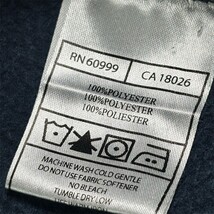 RN 60999
CA 18026
100%POLYESTER
100%POLYESTER
100%POLYESTER
MACHINE WASH COLD GENTLE
DO NOT USE FABRIC SOFTENER
NO BLEACH
TUMBLE DRY LOW